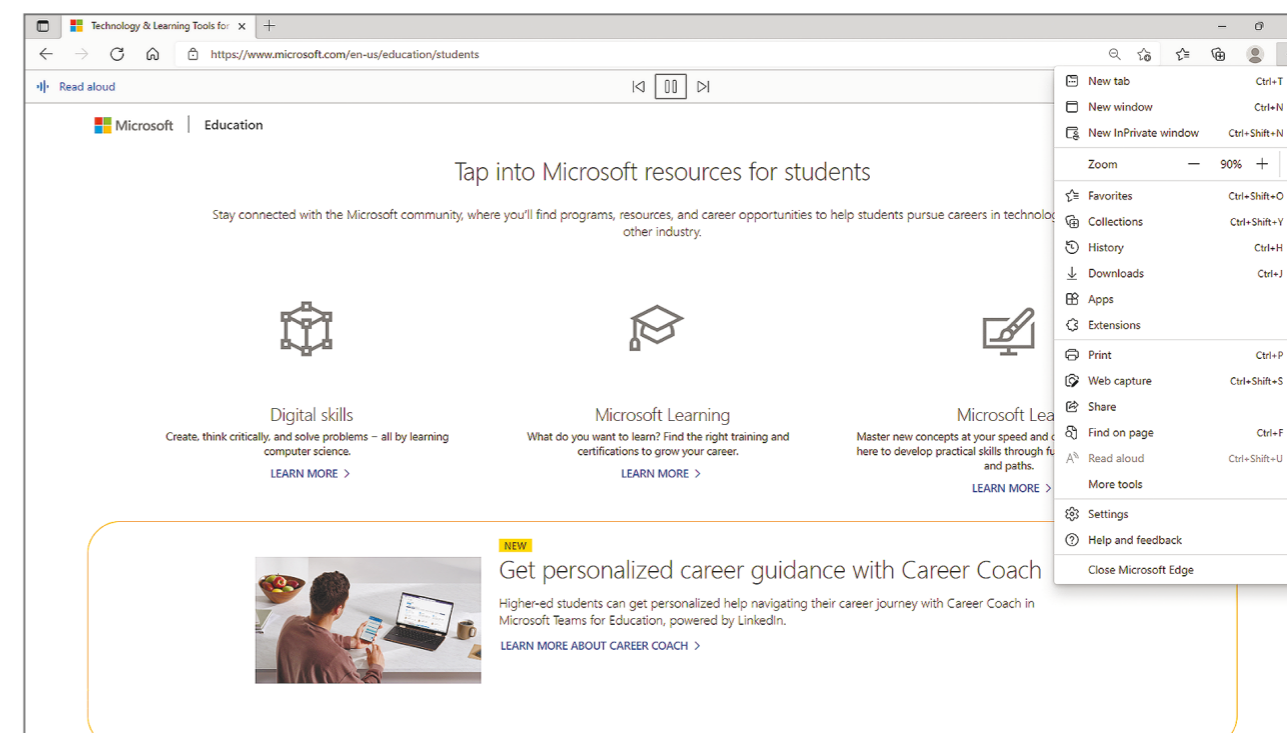 Technology & Learning Tools for
https://www.microsoft.com/en-us/education/students
Read aloud
Microsoft | Education
Tap into Microsoft resources for students
Stay connected with the Microsoft community, where you'll find programs, resources, and career opportunities to help students pursue careers in
other industry.
Digital skills
Create, think critically, and solve problems – all by learning
computer science.
LEARN MORE >
Microsoft Learning
What do you want to learn? Find the right training and
certifications to grow your career.
LEARN MORE >
Microsoft
Master new concepts at your speed and
here to develop practical skills through
and paths.
LEARN MORE >
NEW
Get personalized career guidance with Career Coach
Higher-ed students can get personalized help navigating their career journey with Career Coach in
Microsoft Teams for Education, powered by LinkedIn.
LEARN MORE ABOUT CAREER COACH >
New tab Ctrl+T
New window Ctrl+N
New InPrivate window Ctrl+Shift+N
Zoom — 90% +
Favorites Ctrl+Shift+O
Collections Ctrl+Shift+Y
History Ctrl+H
Downloads Ctrl+J
Apps
Extensions
Print Ctrl+P
Web capture Ctrl+Shift+S
Share
Find on page Ctrl+F
Read aloud Ctrl+Shift+U
More tools
Settings
Help and feedback
Close Microsoft Edge